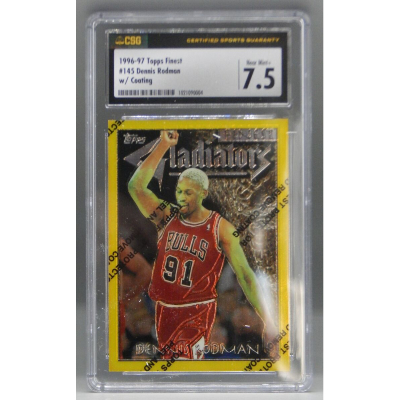 CSG
CERTIFIED SPORTS GUARANTY
1996-97 Topps Finest
#145 Dennis Rodman
w/ Coating
Near Mint+
7.5
TOPPS
FINEST
Gladiators
BULLS
91
DENNIS RODMAN